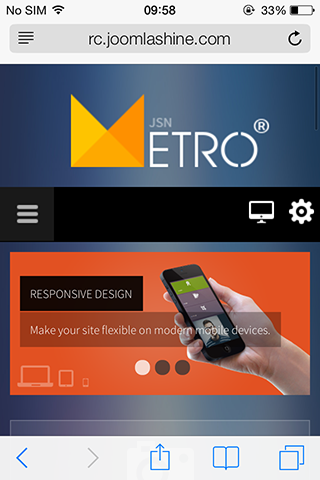 No SIM 09:58 33%
rc.joomlashine.com
JSN
METRO®
RESPONSIVE DESIGN
Make your site flexible on modern mobile devices.